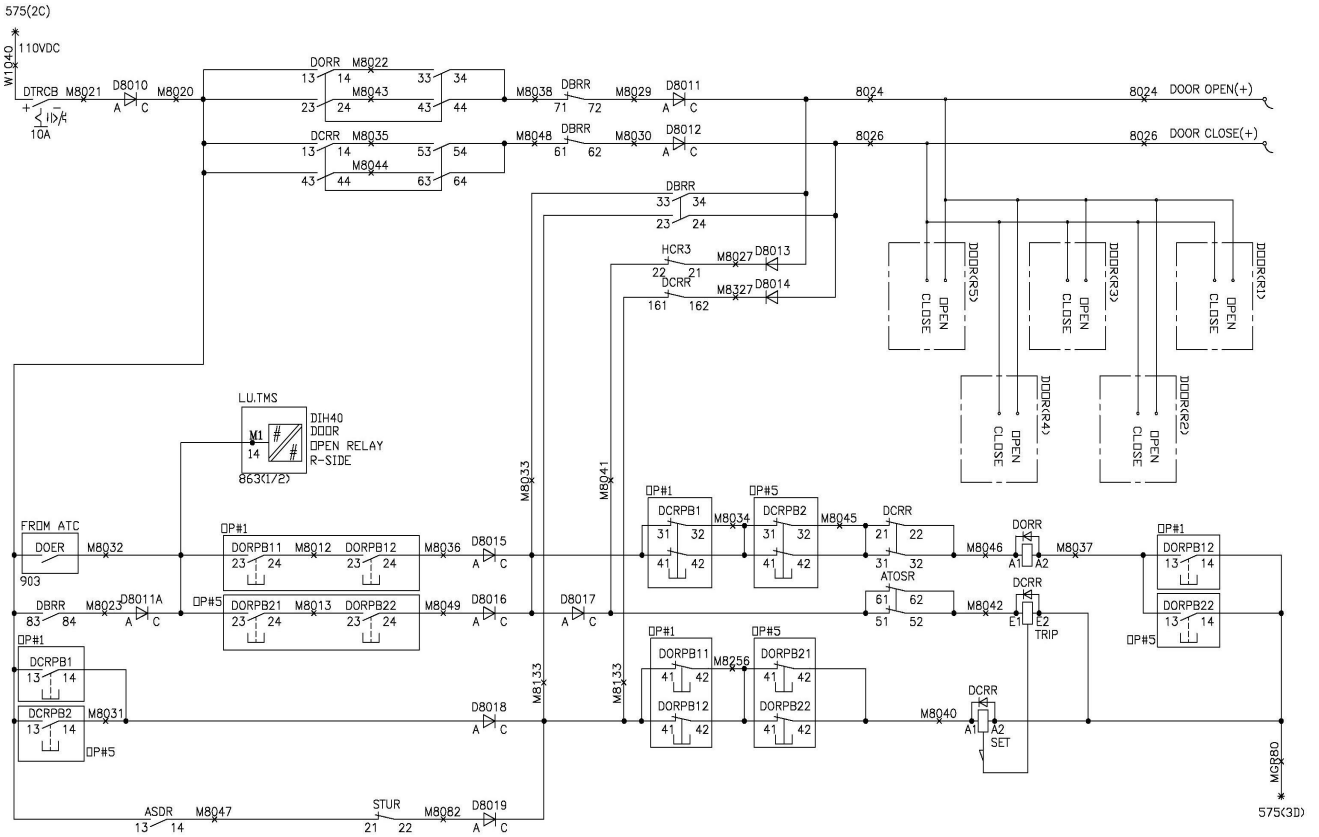 575(2C)
110VDC
W1040
DTRCB
M8021
D8010
M8020
+
A C
10A
DORR
M8022
13 14
33 34
M8043
23 24
43 44
M8038
DBRR
71 72
M8029
D8011
A C
8024
8024
DOOR OPEN(+)
DCRR
M8035
13 14
53 54
M8044
43 44
63 64
M8048
DBRR
61 62
M8030
D8012
A C
8026
8026
DOOR CLOSE(+)
DBRR
33 34
23 24
HCR3
22 21
M8027
D8013
DCRR
161 162
M8327
D8014
DOOR(R5)
OPEN
CLOSE
DOOR(R3)
OPEN
CLOSE
DOOR(R1)
OPEN
CLOSE
DOOR(R4)
OPEN
CLOSE
DOOR(R2)
OPEN
CLOSE
LU.TMS
M1
14
#
#
DIH40
DOOR
OPEN RELAY
R-SIDE
863(1/2)
M8033
M8041
FROM ATC
DOER
903
M8032
OP#1
DORPB11
23 24
M8012
DORPB12
23 24
M8036
D8015
A C
OP#1
DCRPB1
31 32
41 42
M8034
OP#5
DCRPB2
31 32
41 42
M8045
DCRR
21 22
31 32
M8046
DORR
A1 A2
M8037
OP#1
DORPB12
13 14
DBRR
83 84
M8023
D8011A
A C
OP#5
DORPB21
23 24
M8013
DORPB22
23 24
M8049
D8016
A C
D8017
A C
ATOSR
61 62
51 52
M8042
DCRR
E1 E2
TRIP
DORPB22
13 14
OP#5
OP#1
DCRPB1
13 14
DCRPB2
13 14
M8031
OP#5
D8018
A C
M8133
M8133
OP#1
DORPB11
41 42
M8256
DORPB12
41 42
OP#5
DORPB21
41 42
DORPB22
41 42
M8040
DCRR
A1 A2
SET
MGR80
575(3D)
ASDR
13 14
M8047
STUR
21 22
M8082
D8019
A C